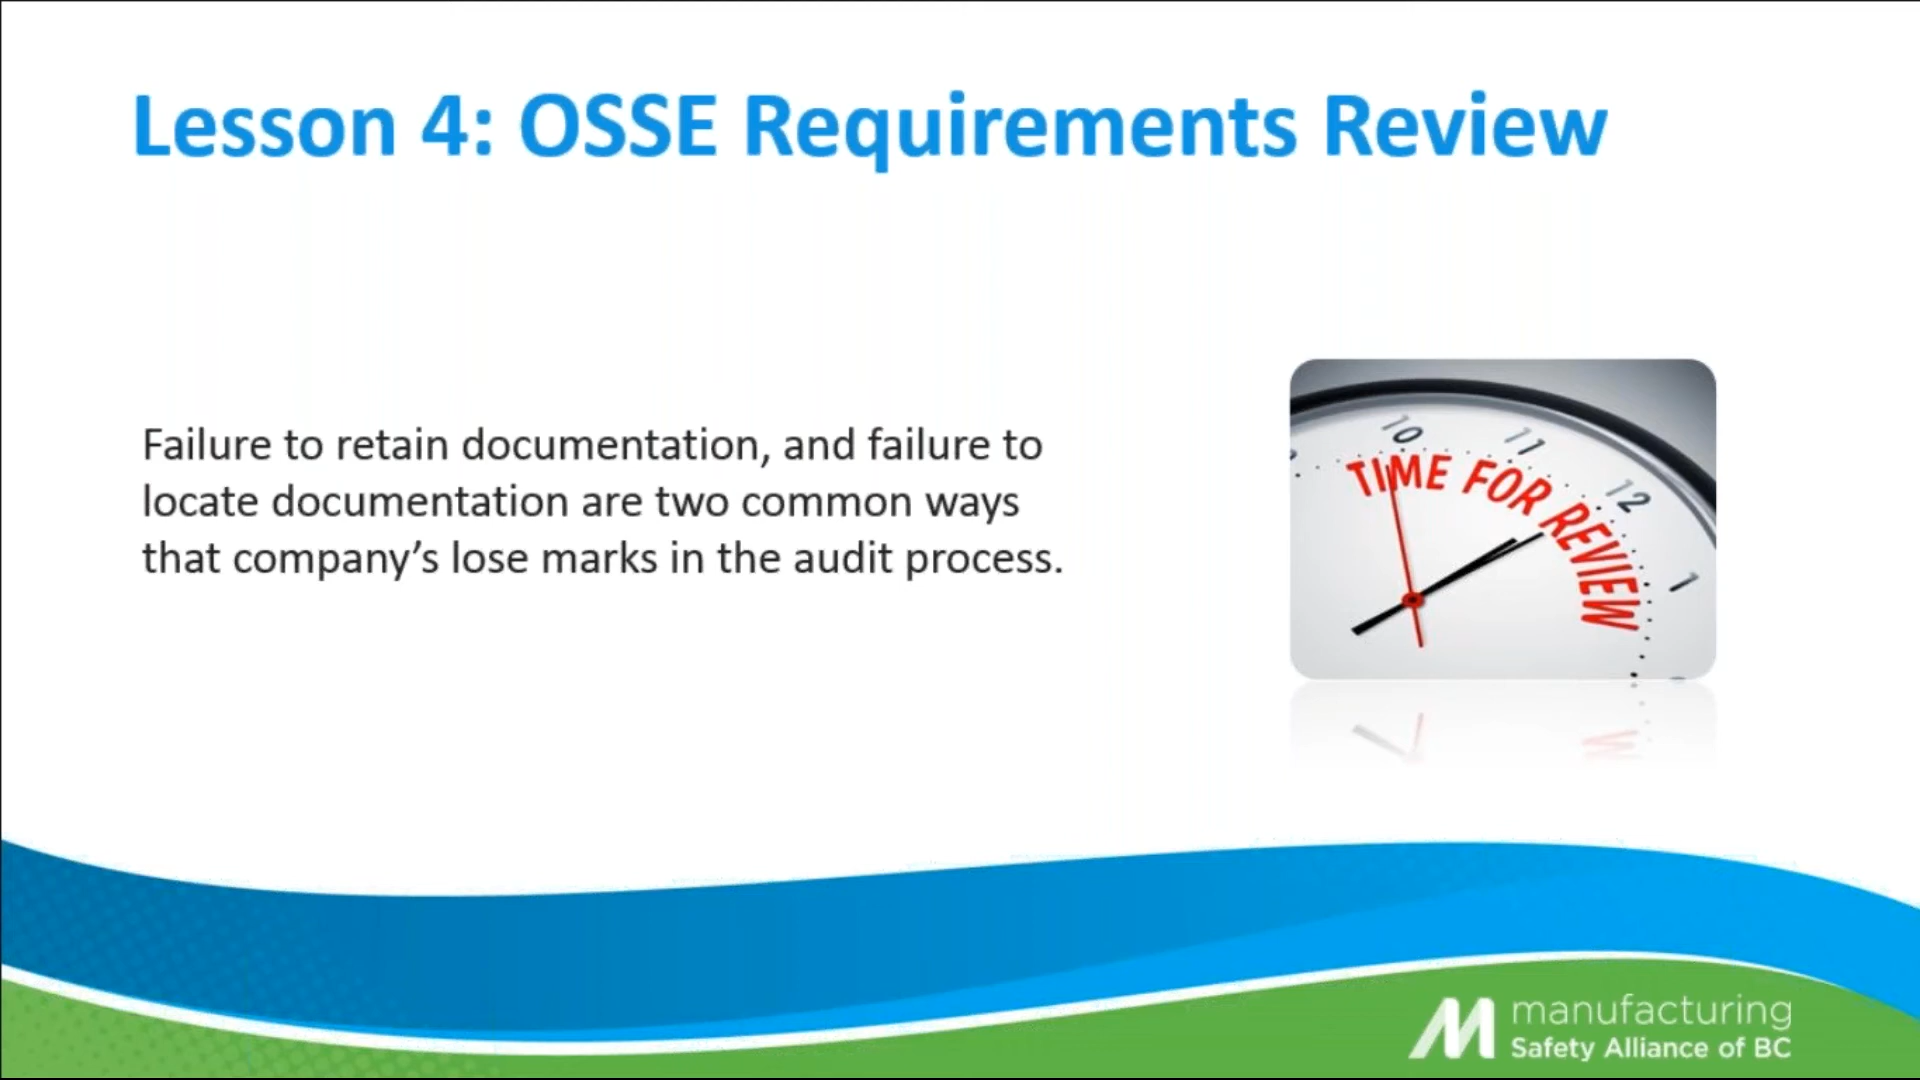 Lesson 4: OSSE Requirements Review
Failure to retain documentation, and failure to
locate documentation are two common ways
that company’s lose marks in the audit process.
10
11
12
1
TIME FOR REVIEW
manufacturing
Safety Alliance of BC